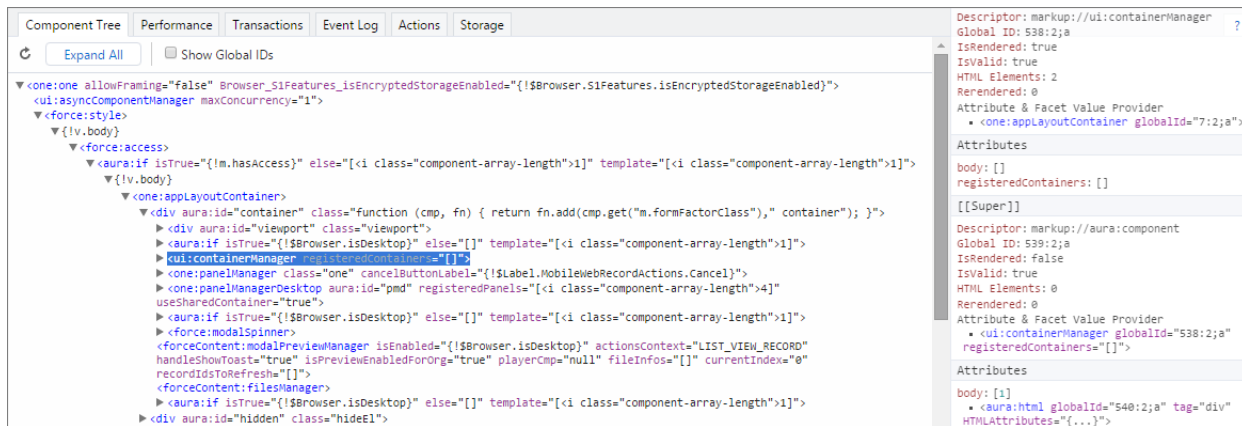 Component Tree Performance Transactions Event Log Actions Storage
Expand All Show Global IDs
<one:one allowFraming="false" Browser_S1Features_isEncryptedStorageEnabled="{!$Browser.S1Features.isEncryptedStorageEnabled}">
<ui:asyncComponentManager maxConcurrency="1">
<force:style>
{!v.body}
<force:access>
<aura:if isTrue="{!m.hasAccess}" else="[<i class="component-array-length">1]" template="[<i class="component-array-length">1]">
{!v.body}
<one:appLayoutContainer>
<div aura:id="container" class="function (cmp, fn) { return fn.add(cmp.get("m.formFactorClass")," container"); }">
<div aura:id="viewport" class="viewport">
<aura:if isTrue="{!$Browser.isDesktop}" else="[]" template="[<i class="component-array-length">1]">
<ui:containerManager registeredContainers="[]">
<one:panelManager class="one" cancelButtonLabel="{!$Label.MobileWebRecordActions.Cancel}">
<one:panelManagerDesktop aura:id="pmd" registeredPanels="[<i class="component-array-length">4]"
useSharedContainer="true">
<aura:if isTrue="{!$Browser.isDesktop}" else="[]" template="[<i class="component-array-length">1]">
<force:modalSpinner>
<forceContent:modalPreviewManager isEnabled="{!$Browser.isDesktop}" actionsContext="LIST_VIEW_RECORD"
handleShowToast="true" isPreviewEnabledForOrg="true" playerCmp="null" fileInfos="[]" currentIndex="0"
recordIdsToRefresh="[]">
<forceContent:filesManager>
<aura:if isTrue="{!$Browser.isDesktop}" else="[]" template="[<i class="component-array-length">1]">
<div aura:id="hidden" class="hideEl">
Descriptor: markup://ui:containerManager
?
Global ID: 538:2;a
IsRendered: true
IsValid: true
HTML Elements: 2
Rerendered: 0
Attribute & Facet Value Provider
<one:appLayoutContainer globalId="7:2;a">
Attributes
body: []
registeredContainers: []
[[Super]]
Descriptor: markup://aura:component
Global ID: 539:2;a
IsRendered: false
IsValid: true
HTML Elements: 0
Rerendered: 0
Attribute & Facet Value Provider
<ui:containerManager globalId="538:2;a"
registeredContainers="[]">
Attributes
body: [1]
<aura:html globalId="540:2;a" tag="div"
HTMLAttributes="{...}">